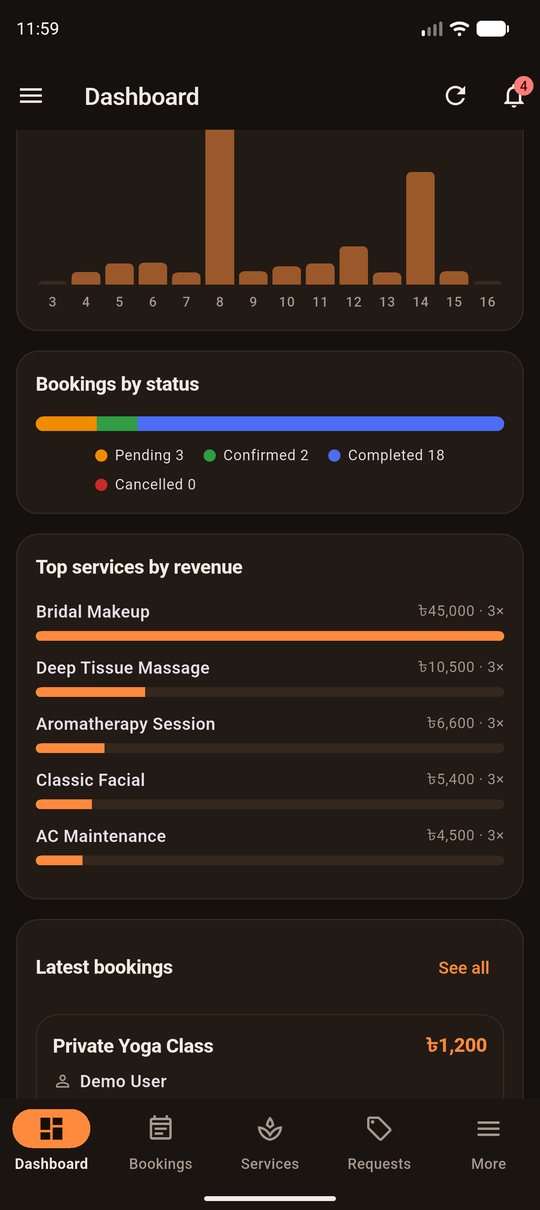 11:59
Dashboard
4
3 4 5 6 7 8 9 10 11 12 13 14 15 16
Bookings by status
Pending 3 Confirmed 2 Completed 18
Cancelled 0
Top services by revenue
Bridal Makeup ৳45,000 · 3×
Deep Tissue Massage ৳10,500 · 3×
Aromatherapy Session ৳6,600 · 3×
Classic Facial ৳5,400 · 3×
AC Maintenance ৳4,500 · 3×
Latest bookings See all
Private Yoga Class ৳1,200
Demo User
Dashboard Bookings Services Requests More